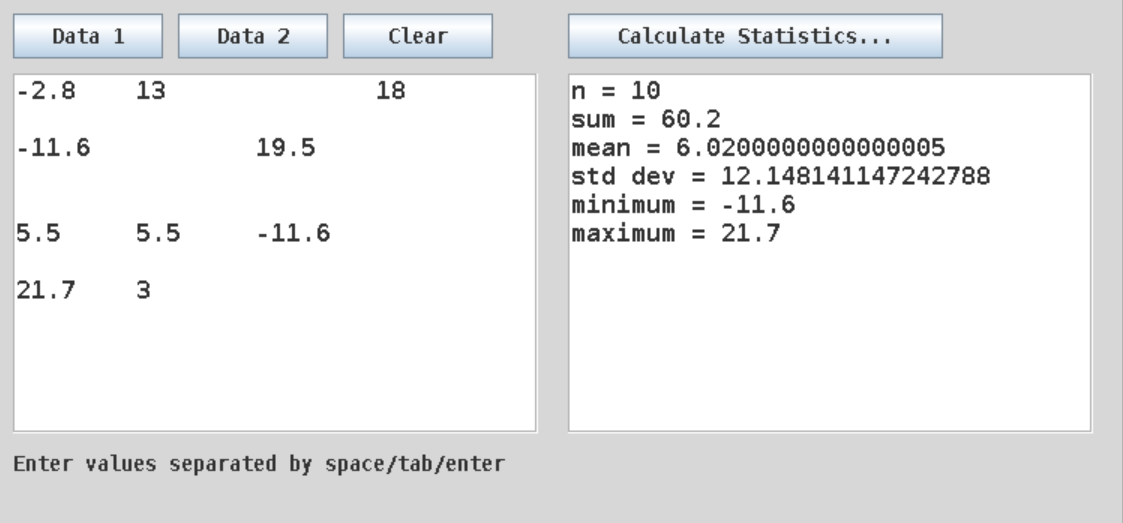 Data 1 Data 2 Clear Calculate Statistics...
-2.8 13 18
-11.6 19.5
5.5 5.5 -11.6
21.7 3
n = 10
sum = 60.2
mean = 6.0200000000000005
std dev = 12.148141147242788
minimum = -11.6
maximum = 21.7
Enter values separated by space/tab/enter